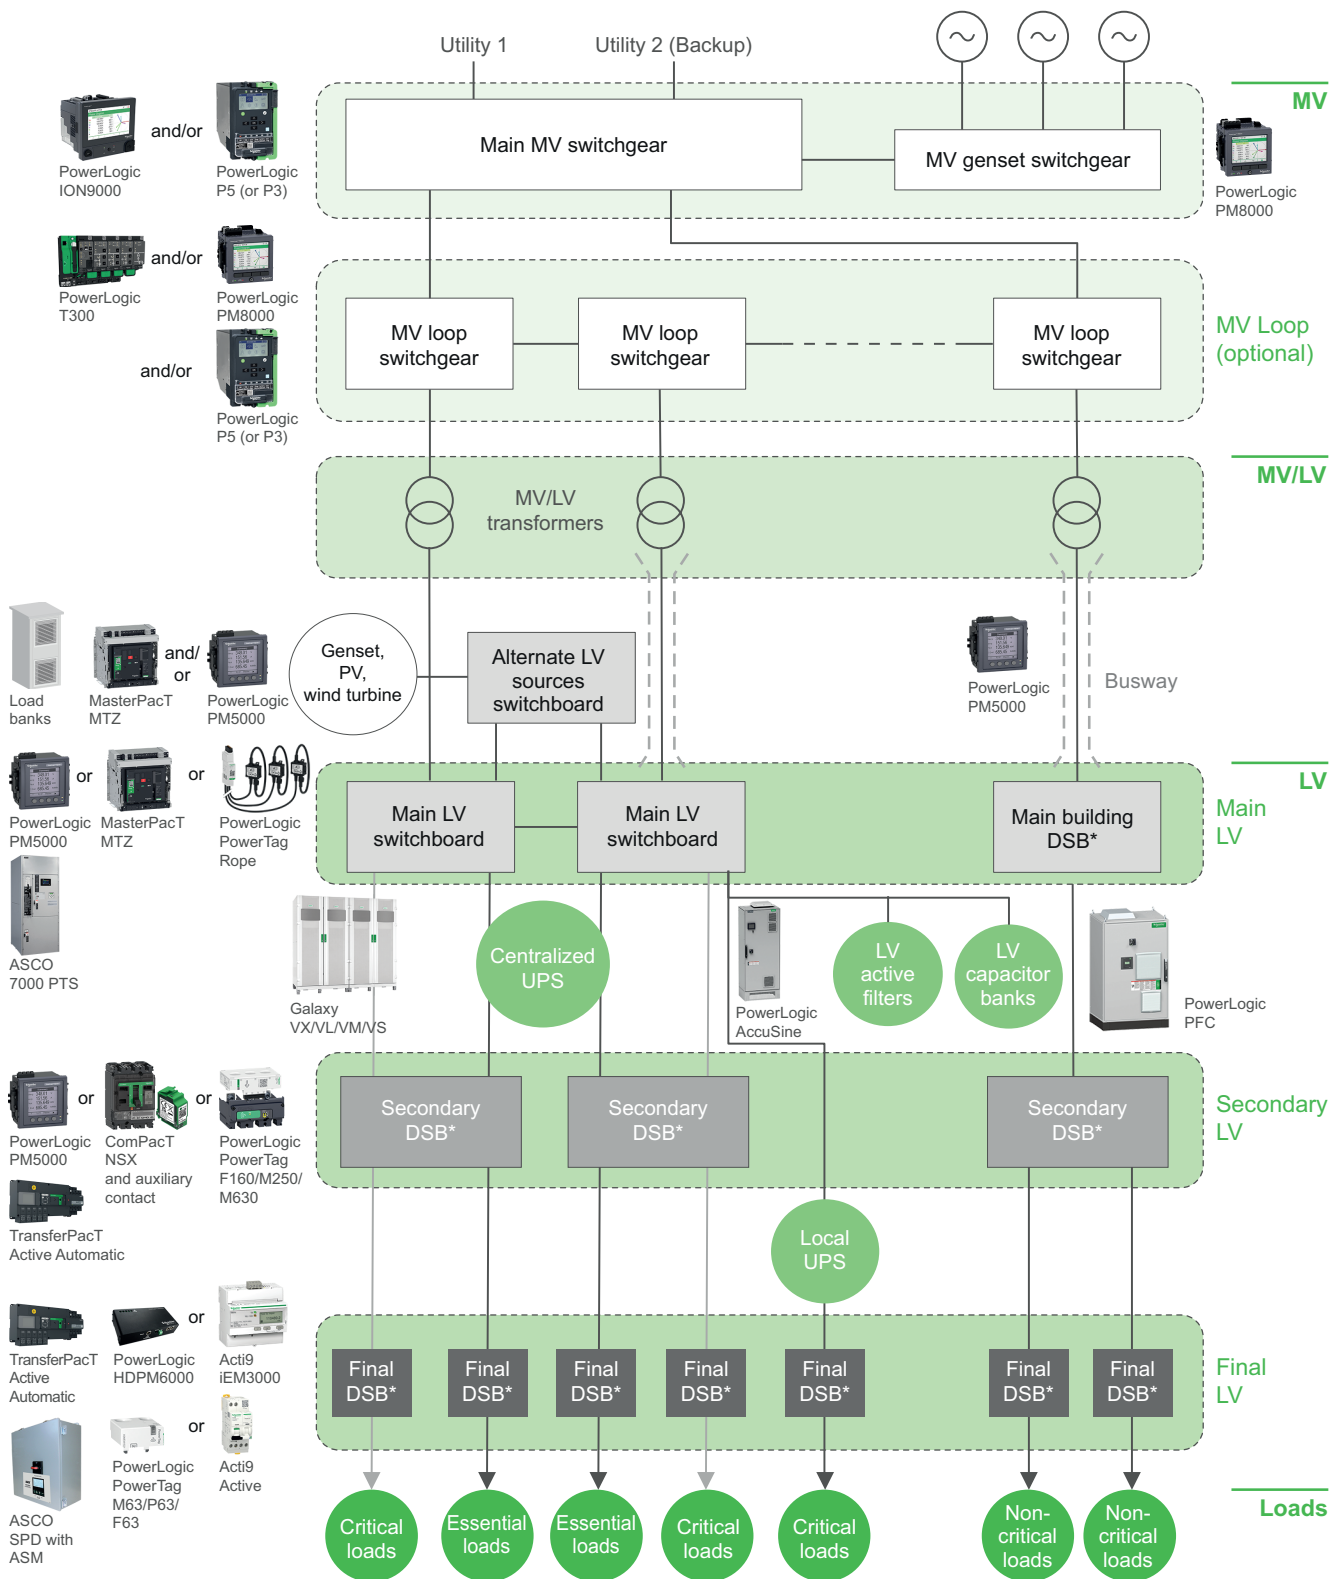 Utility 1
Utility 2 (Backup)
MV
Main MV switchgear
MV genset switchgear
and/or
PowerLogic
ION9000
PowerLogic
P5 (or P3)
PowerLogic
PM8000
and/or
PowerLogic
T300
PowerLogic
PM8000
and/or
PowerLogic
P5 (or P3)
MV loop
switchgear
MV loop
switchgear
MV loop
switchgear
MV Loop
(optional)
MV/LV
MV/LV
transformers
Genset,
PV,
wind turbine
Alternate LV
sources
switchboard
and/
or
Load
banks
MasterPacT
MTZ
PowerLogic
PM5000
PowerLogic
PM5000
Busway
or
or
PowerLogic
PM5000
MasterPacT
MTZ
PowerLogic
PowerTag
Rope
LV
Main LV
switchboard
Main LV
switchboard
Main building
DSB*
Main
LV
ASCO
7000 PTS
Galaxy
VX/VL/VM/VS
Centralized
UPS
PowerLogic
AccuSine
LV
active
filters
LV
capacitor
banks
PowerLogic
PFC
or
or
PowerLogic
PM5000
ComPacT
NSX
and auxiliary
contact
PowerLogic
PowerTag
F160/M250/
M630
TransferPacT
Active Automatic
Secondary
DSB*
Secondary
DSB*
Secondary
DSB*
Secondary
LV
Local
UPS
or
TransferPacT
Active
Automatic
PowerLogic
HDPM6000
Acti9
iEM3000
Final
DSB*
Final
DSB*
Final
DSB*
Final
DSB*
Final
DSB*
Final
DSB*
Final
DSB*
Final
LV
or
ASCO
SPD with
ASM
PowerLogic
PowerTag
M63/P63/
F63
Acti9
Active
Critical
loads
Essential
loads
Essential
loads
Critical
loads
Critical
loads
Non-
critical
loads
Non-
critical
loads
Loads